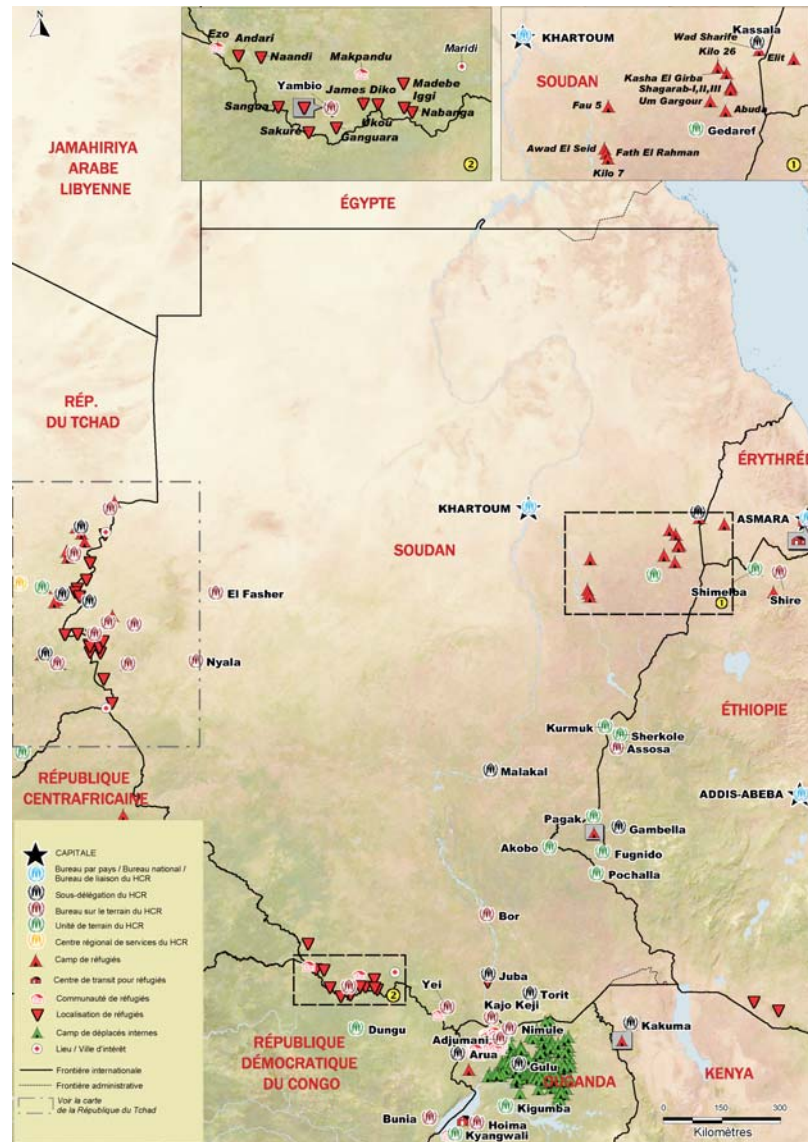 N
Ezo
Andari
Naandi
Makpandu
Maridi
Yambio
James Diko
Madebe
Iggi
Sangba
Ukou
Nabanga
Sakure
Ganguara
2
KHARTOUM
Wad Sharife
Kassala
Kilo 26
Elit
SOUDAN
Kasha El Girba
Shagarab-I,II,III
Fau 5
Um Gargour
Abuda
Gedaref
Awad El Seid
Fath El Rahman
Kilo 7
1
JAMAHIRIYA
ARABE
LIBYENNE
ÉGYPTE
RÉP.
DU TCHAD
ÉRYTHRÉE
KHARTOUM
ASMARA
SOUDAN
Shimelba
1
Shire
El Fasher
Nyala
ÉTHIOPIE
Kurmuk
Sherkole
Assosa
Malakal
ADDIS-ABEBA
RÉPUBLIQUE
CENTRAFRICAINE
Pagak
Gambella
Akobo
Fugnido
Pochalla
Bor
Juba
2
Yei
Torit
Kajo Keji
Dungu
Nimule
Kakuma
Adjumani
Arua
Gulu
RÉPUBLIQUE
DÉMOCRATIQUE
DU CONGO
OUGANDA
KENYA
Kigumba
Bunia
Hoima
Kyangwali
CAPITALE
Bureau par pays / Bureau national /
Bureau de liaison du HCR
Sous-délégation du HCR
Bureau sur le terrain du HCR
Unité de terrain du HCR
Centre régional de services du HCR
Camp de réfugiés
Centre de transit pour réfugiés
Communauté de réfugiés
Localisation de réfugiés
Camp de déplacés internes
Lieu / Ville d'intérêt
Frontière internationale
Frontière administrative
Voir la carte
de la République du Tchad
0 150 300
Kilomètres